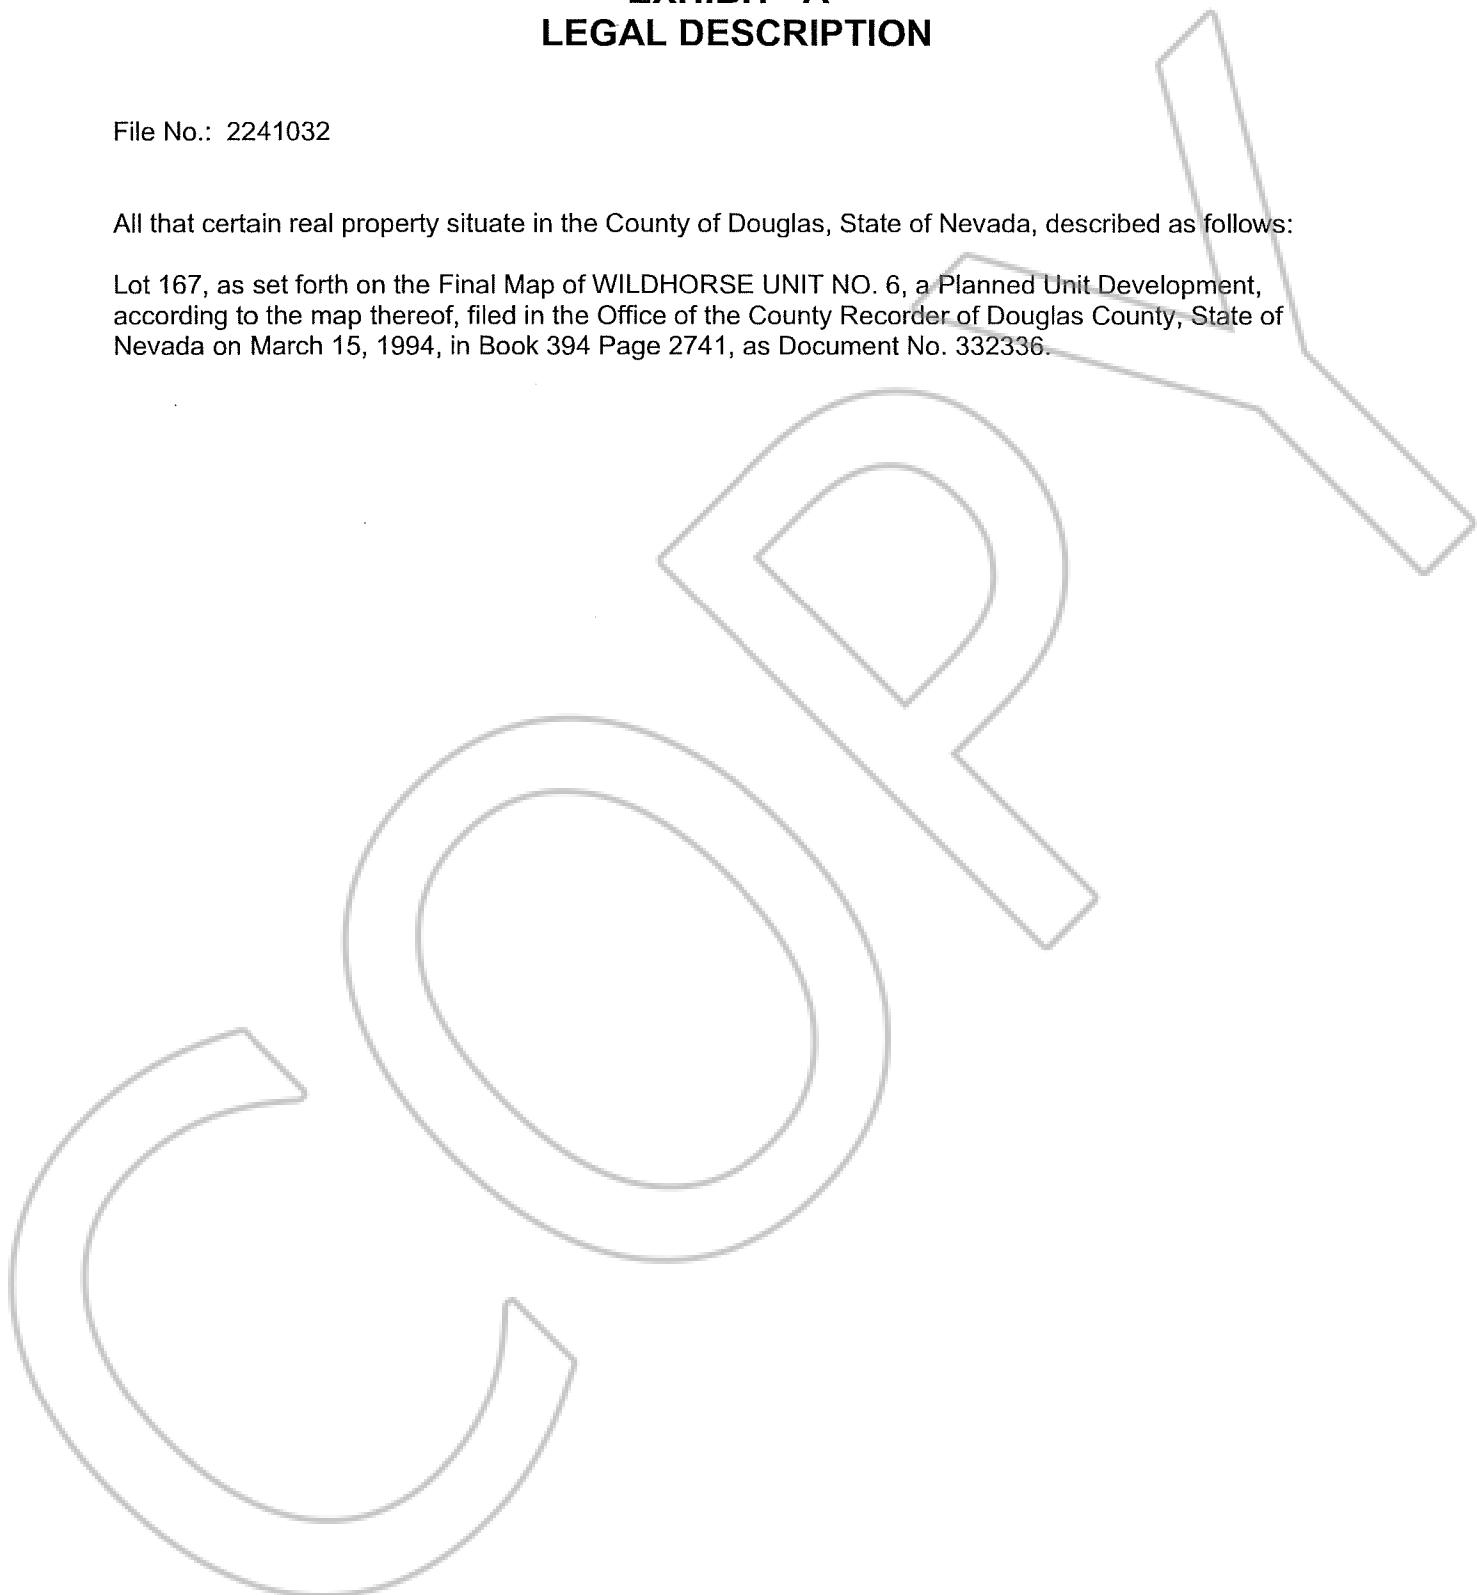 EXHIBIT "A"
LEGAL DESCRIPTION
File No.: 2241032
All that certain real property situate in the County of Douglas, State of Nevada, described as follows:
Lot 167, as set forth on the Final Map of WILDHORSE UNIT NO. 6, a Planned Unit Development,
according to the map thereof, filed in the Office of the County Recorder of Douglas County, State of
Nevada on March 15, 1994, in Book 394 Page 2741, as Document No. 332336.
COPY